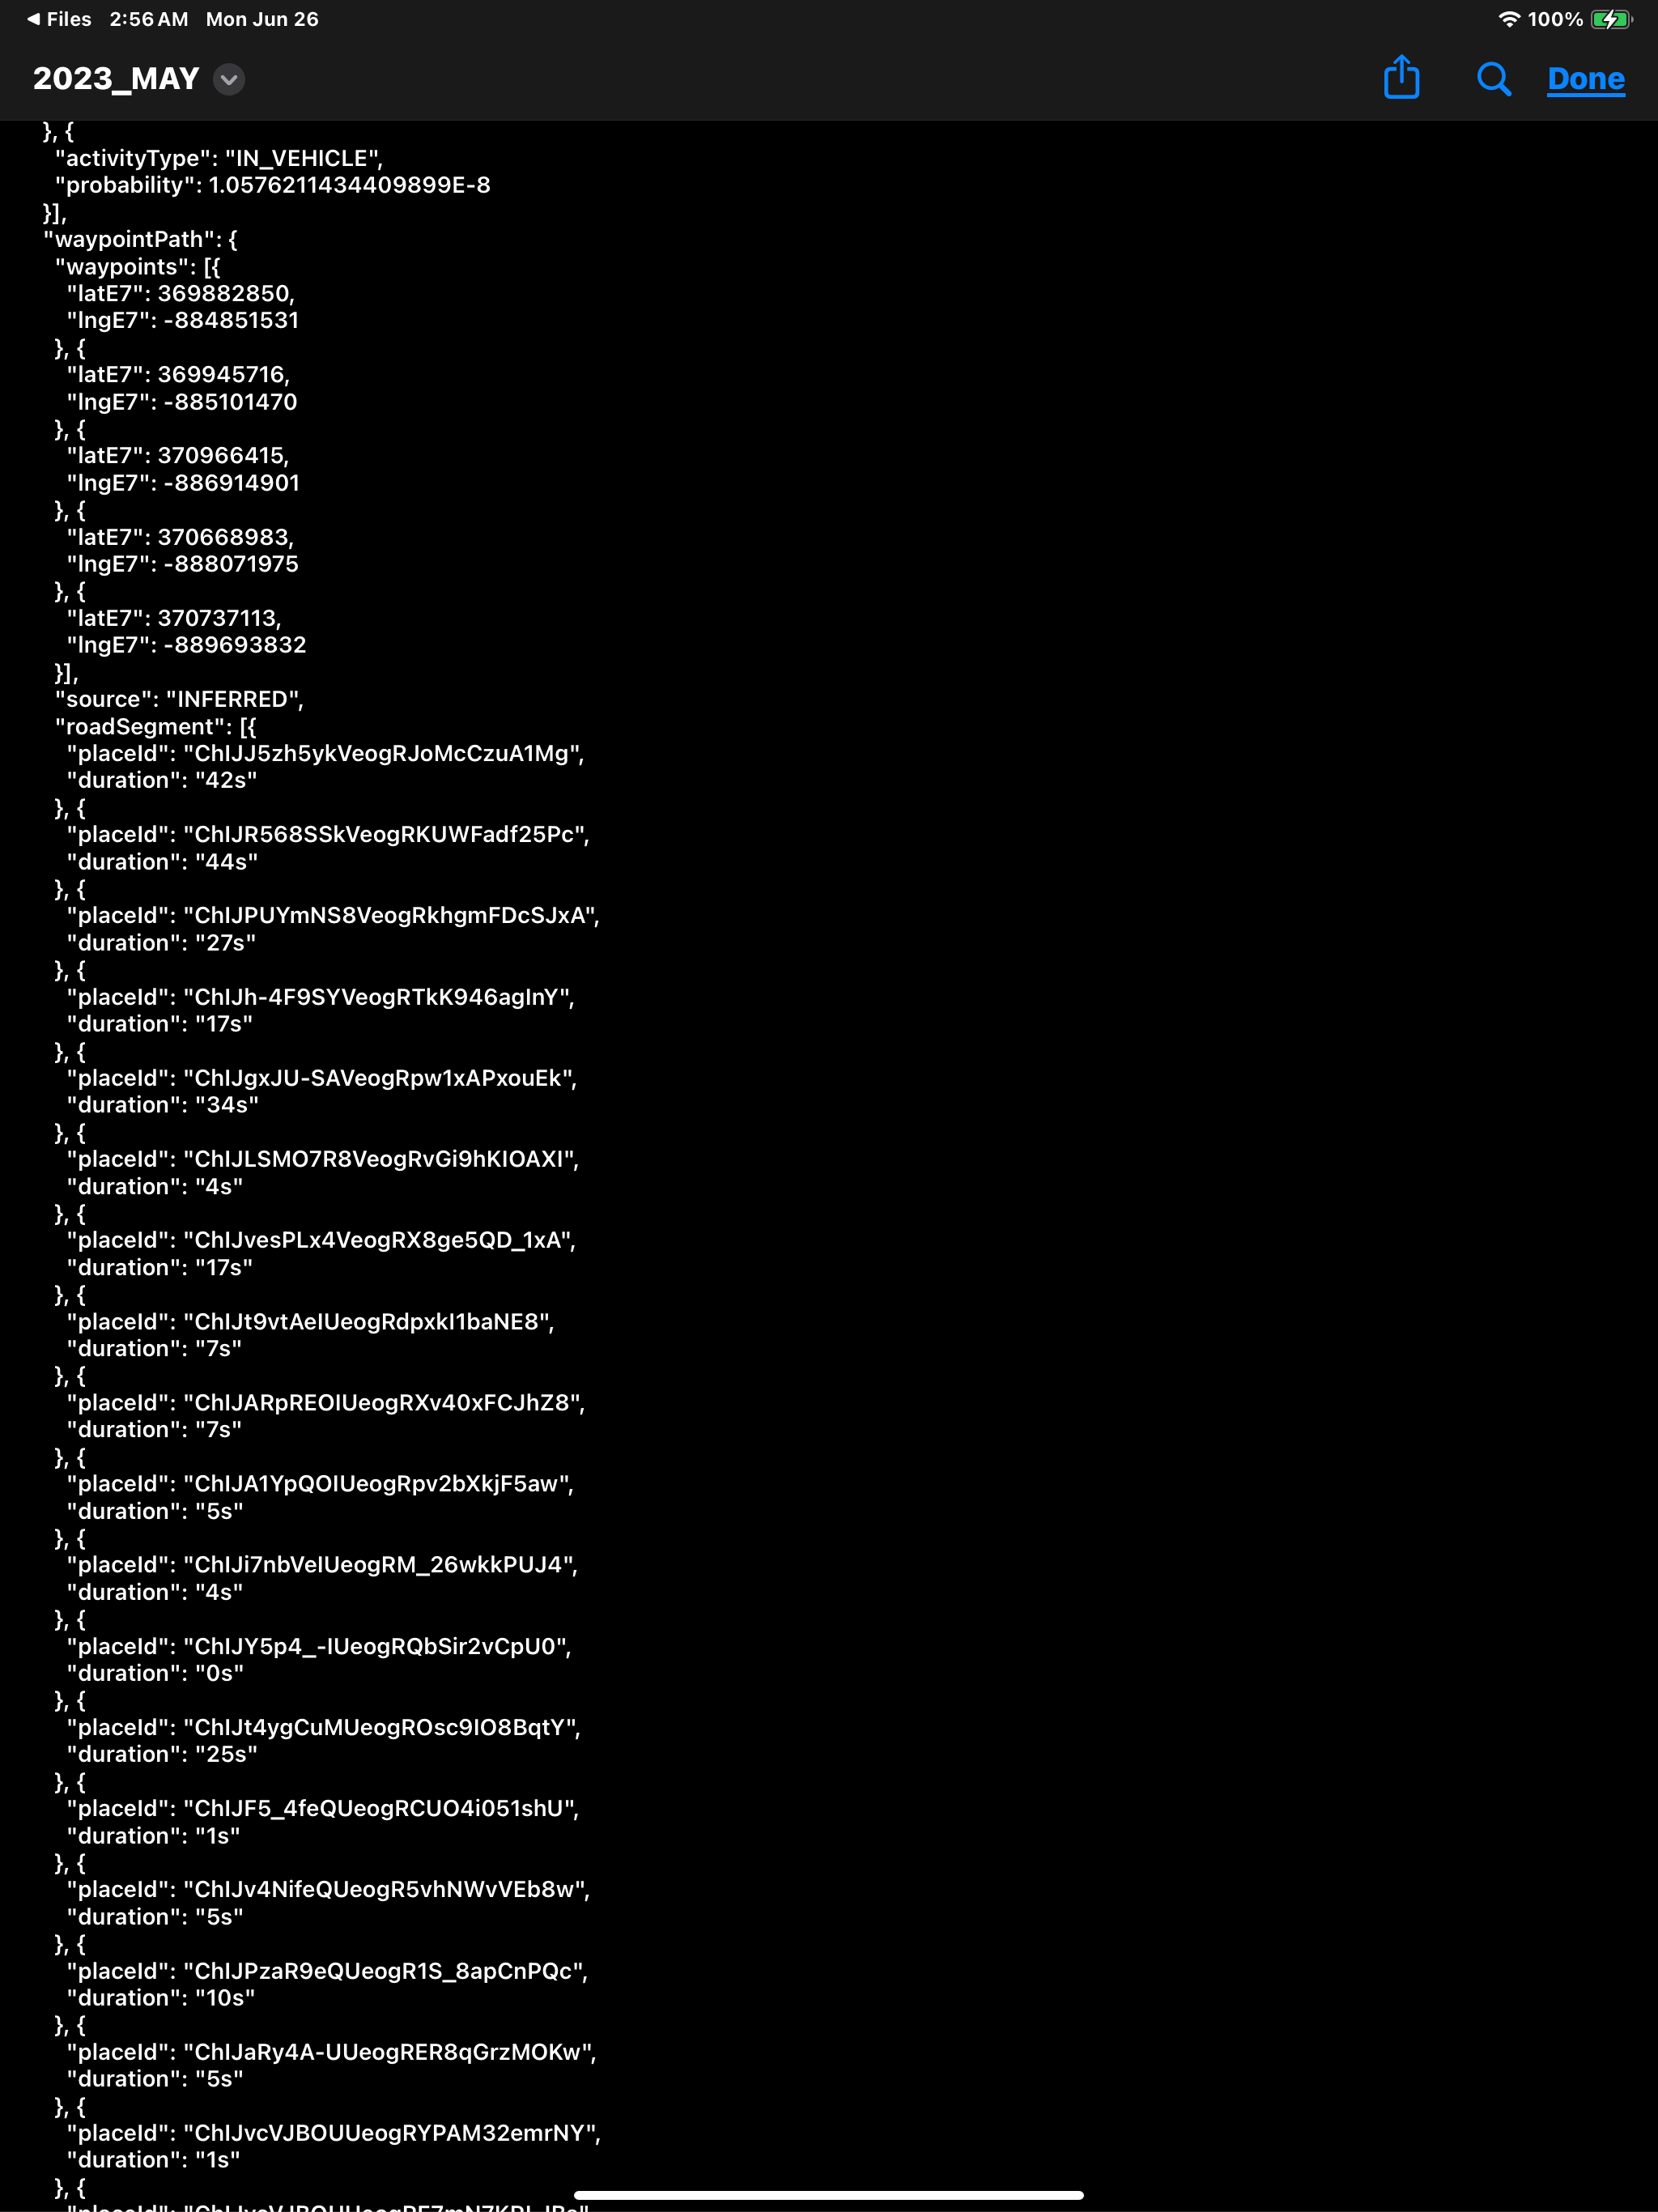 ◀ Files 2:56 AM Mon Jun 26 100%
2023_MAY Done
}, {
"activityType": "IN_VEHICLE",
"probability": 1.0576211434409899E-8
}],
"waypointPath": {
"waypoints": [{
"latE7": 369882850,
"lngE7": -884851531
}, {
"latE7": 369945716,
"lngE7": -885101470
}, {
"latE7": 370966415,
"lngE7": -886914901
}, {
"latE7": 370668983,
"lngE7": -888071975
}, {
"latE7": 370737113,
"lngE7": -889693832
}],
"source": "INFERRED",
"roadSegment": [{
"placeId": "ChIJJ5zh5ykVeogRJoMcCzuA1Mg",
"duration": "42s"
}, {
"placeId": "ChIJR568SSkVeogRKUWFadf25Pc",
"duration": "44s"
}, {
"placeId": "ChIJPUYmNS8VeogRkhgmFDcSJxA",
"duration": "27s"
}, {
"placeId": "ChIJh-4F9SYVeogRTkK946agInY",
"duration": "17s"
}, {
"placeId": "ChIJgxJU-SAVeogRpw1xAPxouEk",
"duration": "34s"
}, {
"placeId": "ChIJLSMO7R8VeogRvGi9hKIOAXI",
"duration": "4s"
}, {
"placeId": "ChIJvesPLx4VeogRX8ge5QD_1xA",
"duration": "17s"
}, {
"placeId": "ChIJt9vtAeIUeogRdpxkI1baNE8",
"duration": "7s"
}, {
"placeId": "ChIJARpREOIUeogRXv40xFCJhZ8",
"duration": "7s"
}, {
"placeId": "ChIJA1YpQOIUeogRpv2bXkjF5aw",
"duration": "5s"
}, {
"placeId": "ChIJi7nbVeIUeogRM_26wkkPUJ4",
"duration": "4s"
}, {
"placeId": "ChIJY5p4_-IUeogRQbSir2vCpU0",
"duration": "0s"
}, {
"placeId": "ChIJt4ygCuMUeogROsc9IO8BqtY",
"duration": "25s"
}, {
"placeId": "ChIJF5_4feQUeogRCUO4i051shU",
"duration": "1s"
}, {
"placeId": "ChIJv4NifeQUeogR5vhNWvVEb8w",
"duration": "5s"
}, {
"placeId": "ChIJPzaR9eQUeogR1S_8apCnPQc",
"duration": "10s"
}, {
"placeId": "ChIJaRy4A-UUeogRER8qGrzMOKw",
"duration": "5s"
}, {
"placeId": "ChIJvcVJBOUUeogRYPAM32emrNY",
"duration": "1s"
}, {